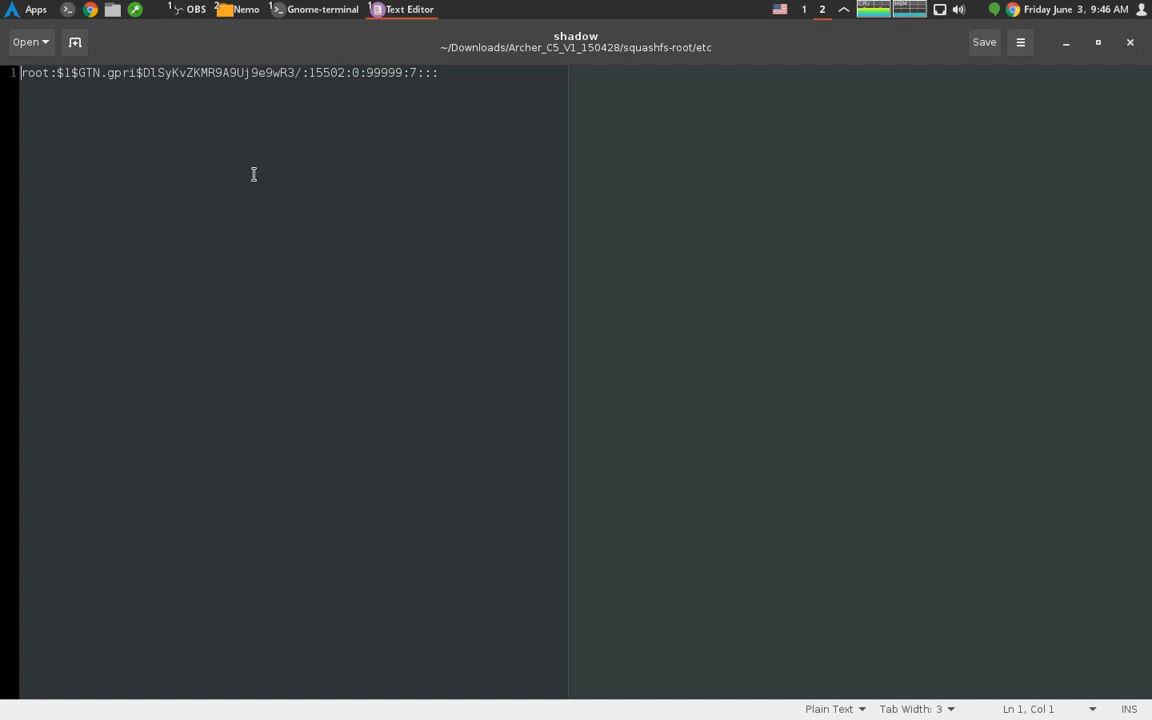 Apps OBS Nemo Gnome-terminal Text Editor 1 2 CPU MEM Friday June 3, 9:46 AM
Open shadow Save
~/Downloads/Archer_C5_V1_150428/squashfs-root/etc
1 root:$1$GTN.gpri$DlSyKvZKMR9A9Uj9e9wR3/:15502:0:99999:7:::
Plain Text Tab Width: 3 Ln 1, Col 1 INS